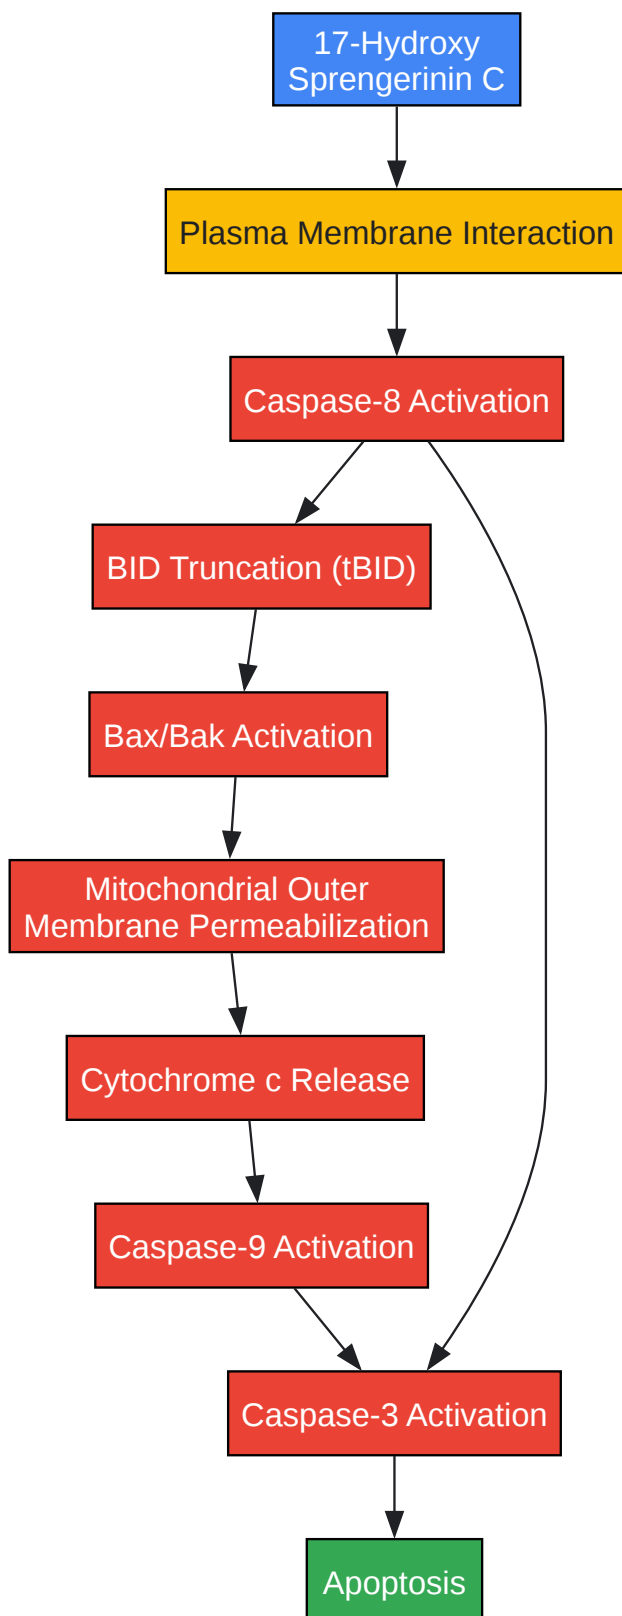 17-Hydroxy
Sprengerinin C
Plasma Membrane Interaction
Caspase-8 Activation
BID Truncation (tBID)
Bax/Bak Activation
Mitochondrial Outer
Membrane Permeabilization
Cytochrome c Release
Caspase-9 Activation
Caspase-3 Activation
Apoptosis